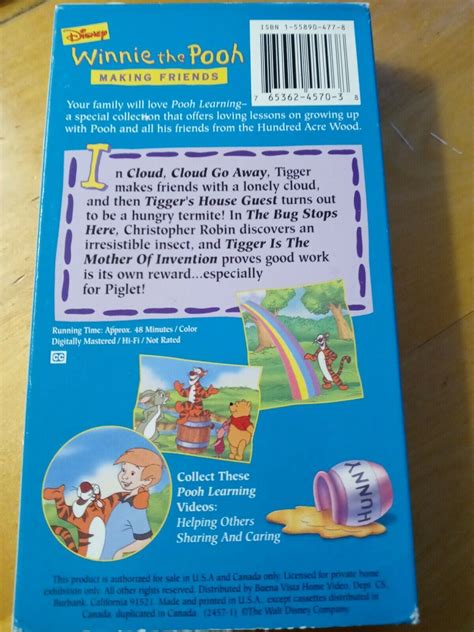 Disney
ISBN 1-55890-477-8
Winnie the Pooh
MAKING FRIENDS
7 65362-4570-3 8
Your family will love Pooh Learning–
a special collection that offers loving lessons on growing up
with Pooh and all his friends from the Hundred Acre Wood.
In Cloud, Cloud Go Away, Tigger
makes friends with a lonely cloud,
and then Tigger's House Guest turns out
to be a hungry termite! In The Bug Stops
Here, Christopher Robin discovers an
irresistible insect, and Tigger Is The
Mother Of Invention proves good work
is its own reward...especially
for Piglet!
Running Time: Approx. 48 Minutes / Color
Digitally Mastered / Hi-Fi / Not Rated
CC
Collect These
Pooh Learning
Videos:
Helping Others
Sharing And Caring
HUNNY
This product is authorized for sale in U.S.A and Canada only. Licensed for private home
exhibition only. All other rights reserved. Distributed by Buena Vista Home Video, Dept. CS,
Burbank, California 91521. Made and printed in U.S.A. except cassettes distributed in
Canada, duplicated in Canada. (2457-1) ©The Walt Disney Company